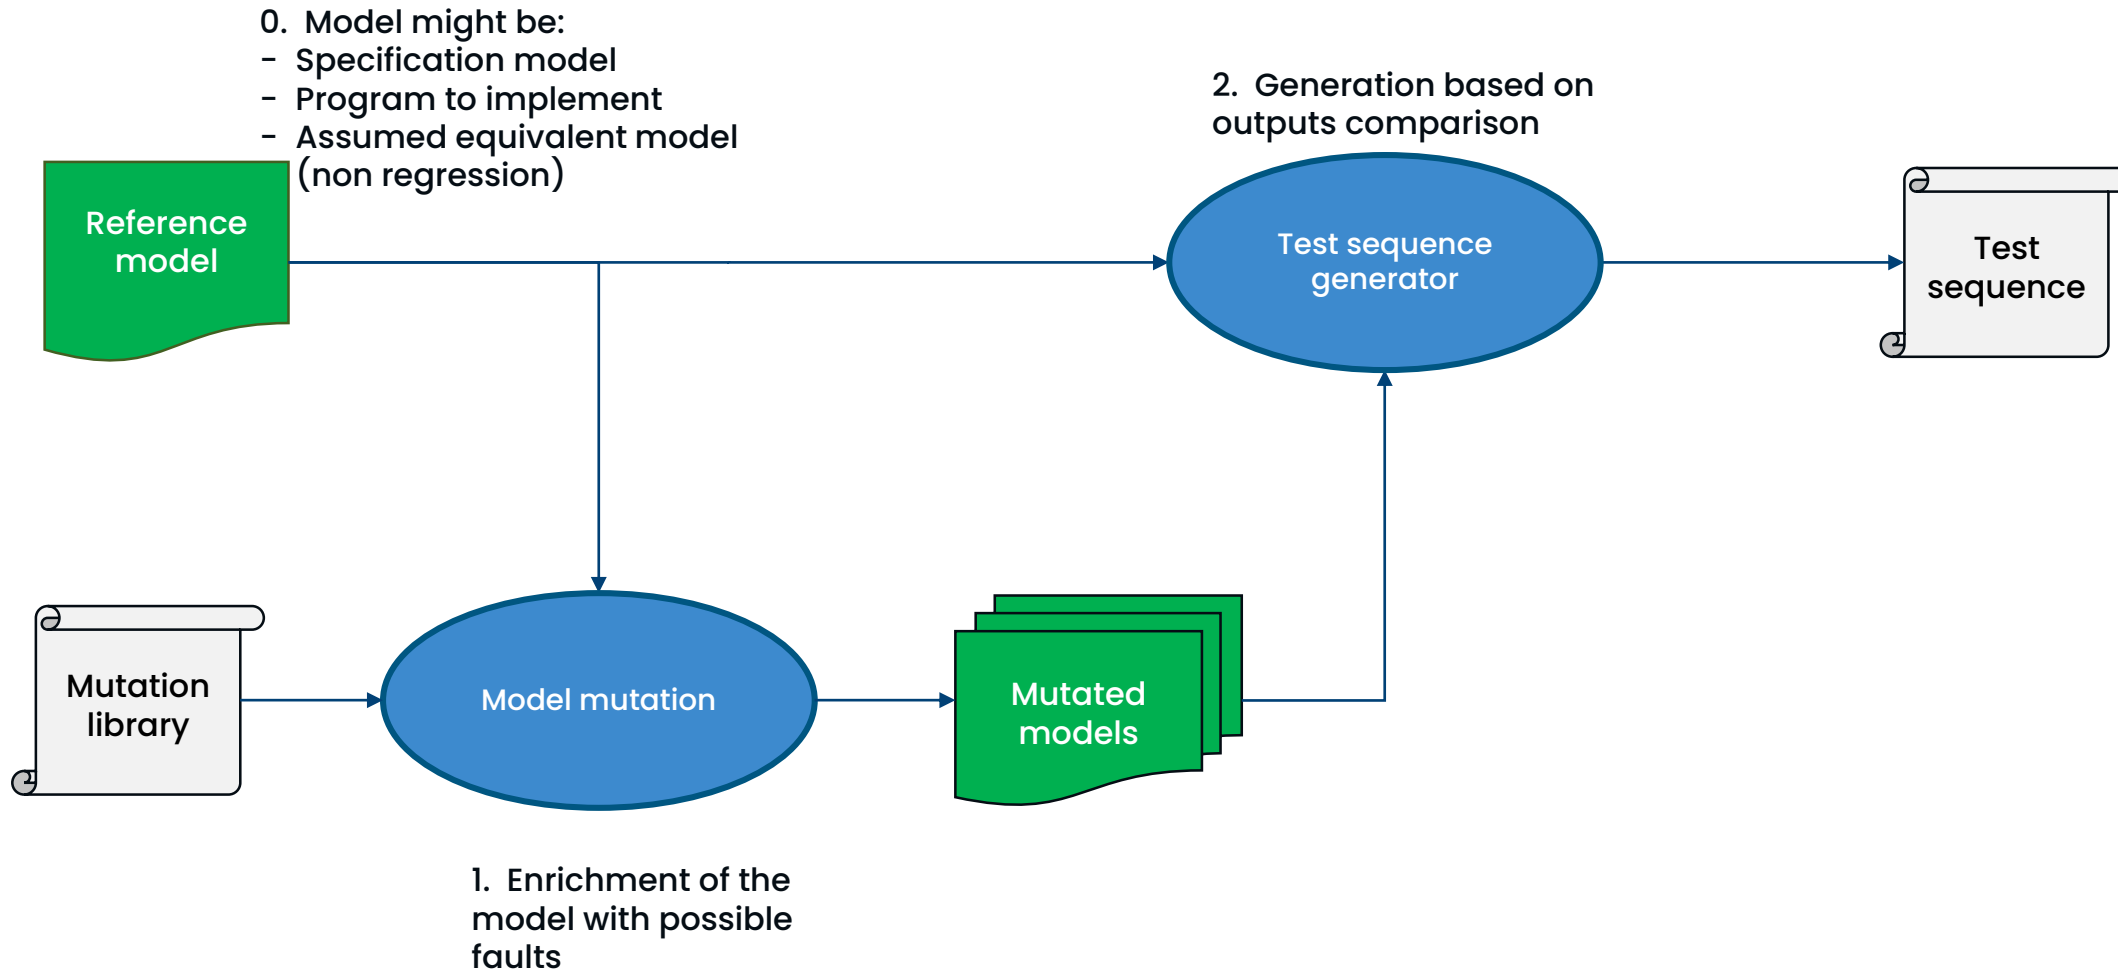 0. Model might be:
- Specification model
- Program to implement
- Assumed equivalent model
(non regression)
2. Generation based on
outputs comparison
Reference
model
Test sequence
generator
Test
sequence
Mutation
library
Model mutation
Mutated
models
1. Enrichment of the
model with possible
faults